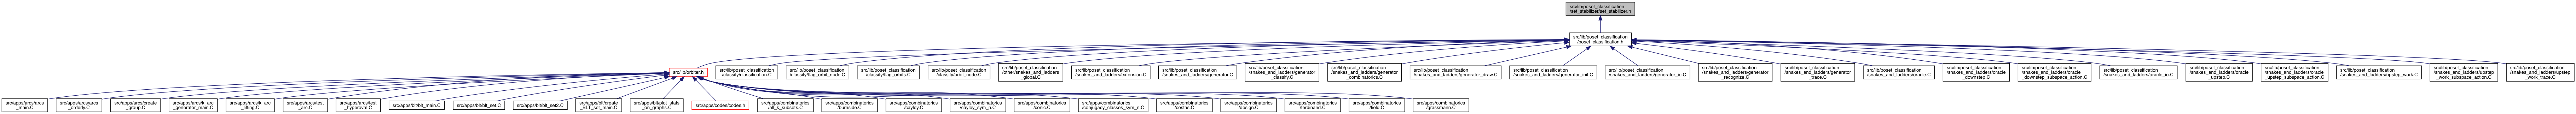 src/lib/poset_classification
/set_stabilizer/set_stabilizer.h
src/lib/poset_classification
/poset_classification.h
src/lib/orbiter.h
src/lib/poset_classification
/classify/classification.C
src/lib/poset_classification
/classify/flag_orbit_node.C
src/lib/poset_classification
/classify/flag_orbits.C
src/lib/poset_classification
/classify/orbit_node.C
src/lib/poset_classification
/other/snakes_and_ladders
_global.C
src/lib/poset_classification
/snakes_and_ladders/extension.C
src/lib/poset_classification
/snakes_and_ladders/generator.C
src/lib/poset_classification
/snakes_and_ladders/generator
_classify.C
src/lib/poset_classification
/snakes_and_ladders/generator
_combinatorics.C
src/lib/poset_classification
/snakes_and_ladders/generator_draw.C
src/lib/poset_classification
/snakes_and_ladders/generator_init.C
src/lib/poset_classification
/snakes_and_ladders/generator_io.C
src/lib/poset_classification
/snakes_and_ladders/generator
_recognize.C
src/lib/poset_classification
/snakes_and_ladders/generator
_trace.C
src/lib/poset_classification
/snakes_and_ladders/oracle.C
src/lib/poset_classification
/snakes_and_ladders/oracle
_downstep.C
src/lib/poset_classification
/snakes_and_ladders/oracle
_downstep_subspace_action.C
src/lib/poset_classification
/snakes_and_ladders/oracle_io.C
src/lib/poset_classification
/snakes_and_ladders/oracle
_upstep.C
src/lib/poset_classification
/snakes_and_ladders/oracle
_upstep_subspace_action.C
src/lib/poset_classification
/snakes_and_ladders/upstep_work.C
src/lib/poset_classification
/snakes_and_ladders/upstep
_work_subspace_action.C
src/lib/poset_classification
/snakes_and_ladders/upstep
_work_trace.C
src/apps/arcs/arcs
_main.C
src/apps/arcs/arcs
_orderly.C
src/apps/arcs/create
_group.C
src/apps/arcs/k_arc
_generator_main.C
src/apps/arcs/k_arc
_lifting.C
src/apps/arcs/test
_arc.C
src/apps/arcs/test
_hyperoval.C
src/apps/blt/blt_main.C
src/apps/blt/blt_set.C
src/apps/blt/blt_set2.C
src/apps/blt/create
_BLT_set_main.C
src/apps/blt/plot_stats
_on_graphs.C
src/apps/codes/codes.h
src/apps/combinatorics
/all_k_subsets.C
src/apps/combinatorics
/burnside.C
src/apps/combinatorics
/cayley.C
src/apps/combinatorics
/cayley_sym_n.C
src/apps/combinatorics
/conic.C
src/apps/combinatorics
/conjugacy_classes_sym_n.C
src/apps/combinatorics
/costas.C
src/apps/combinatorics
/design.C
src/apps/combinatorics
/ferdinand.C
src/apps/combinatorics
/field.C
src/apps/combinatorics
/grassmann.C